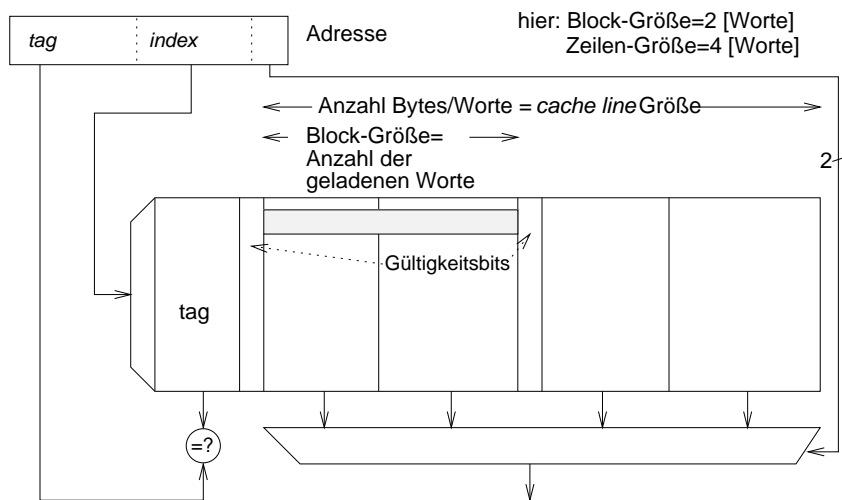 tag index Adresse
hier: Block-Größe=2 [Worte]
Zeilen-Größe=4 [Worte]
Anzahl Bytes/Worte = cache line Größe
Block-Größe=
Anzahl der
geladenen Worte
2
Gültigkeitsbits
tag
=?